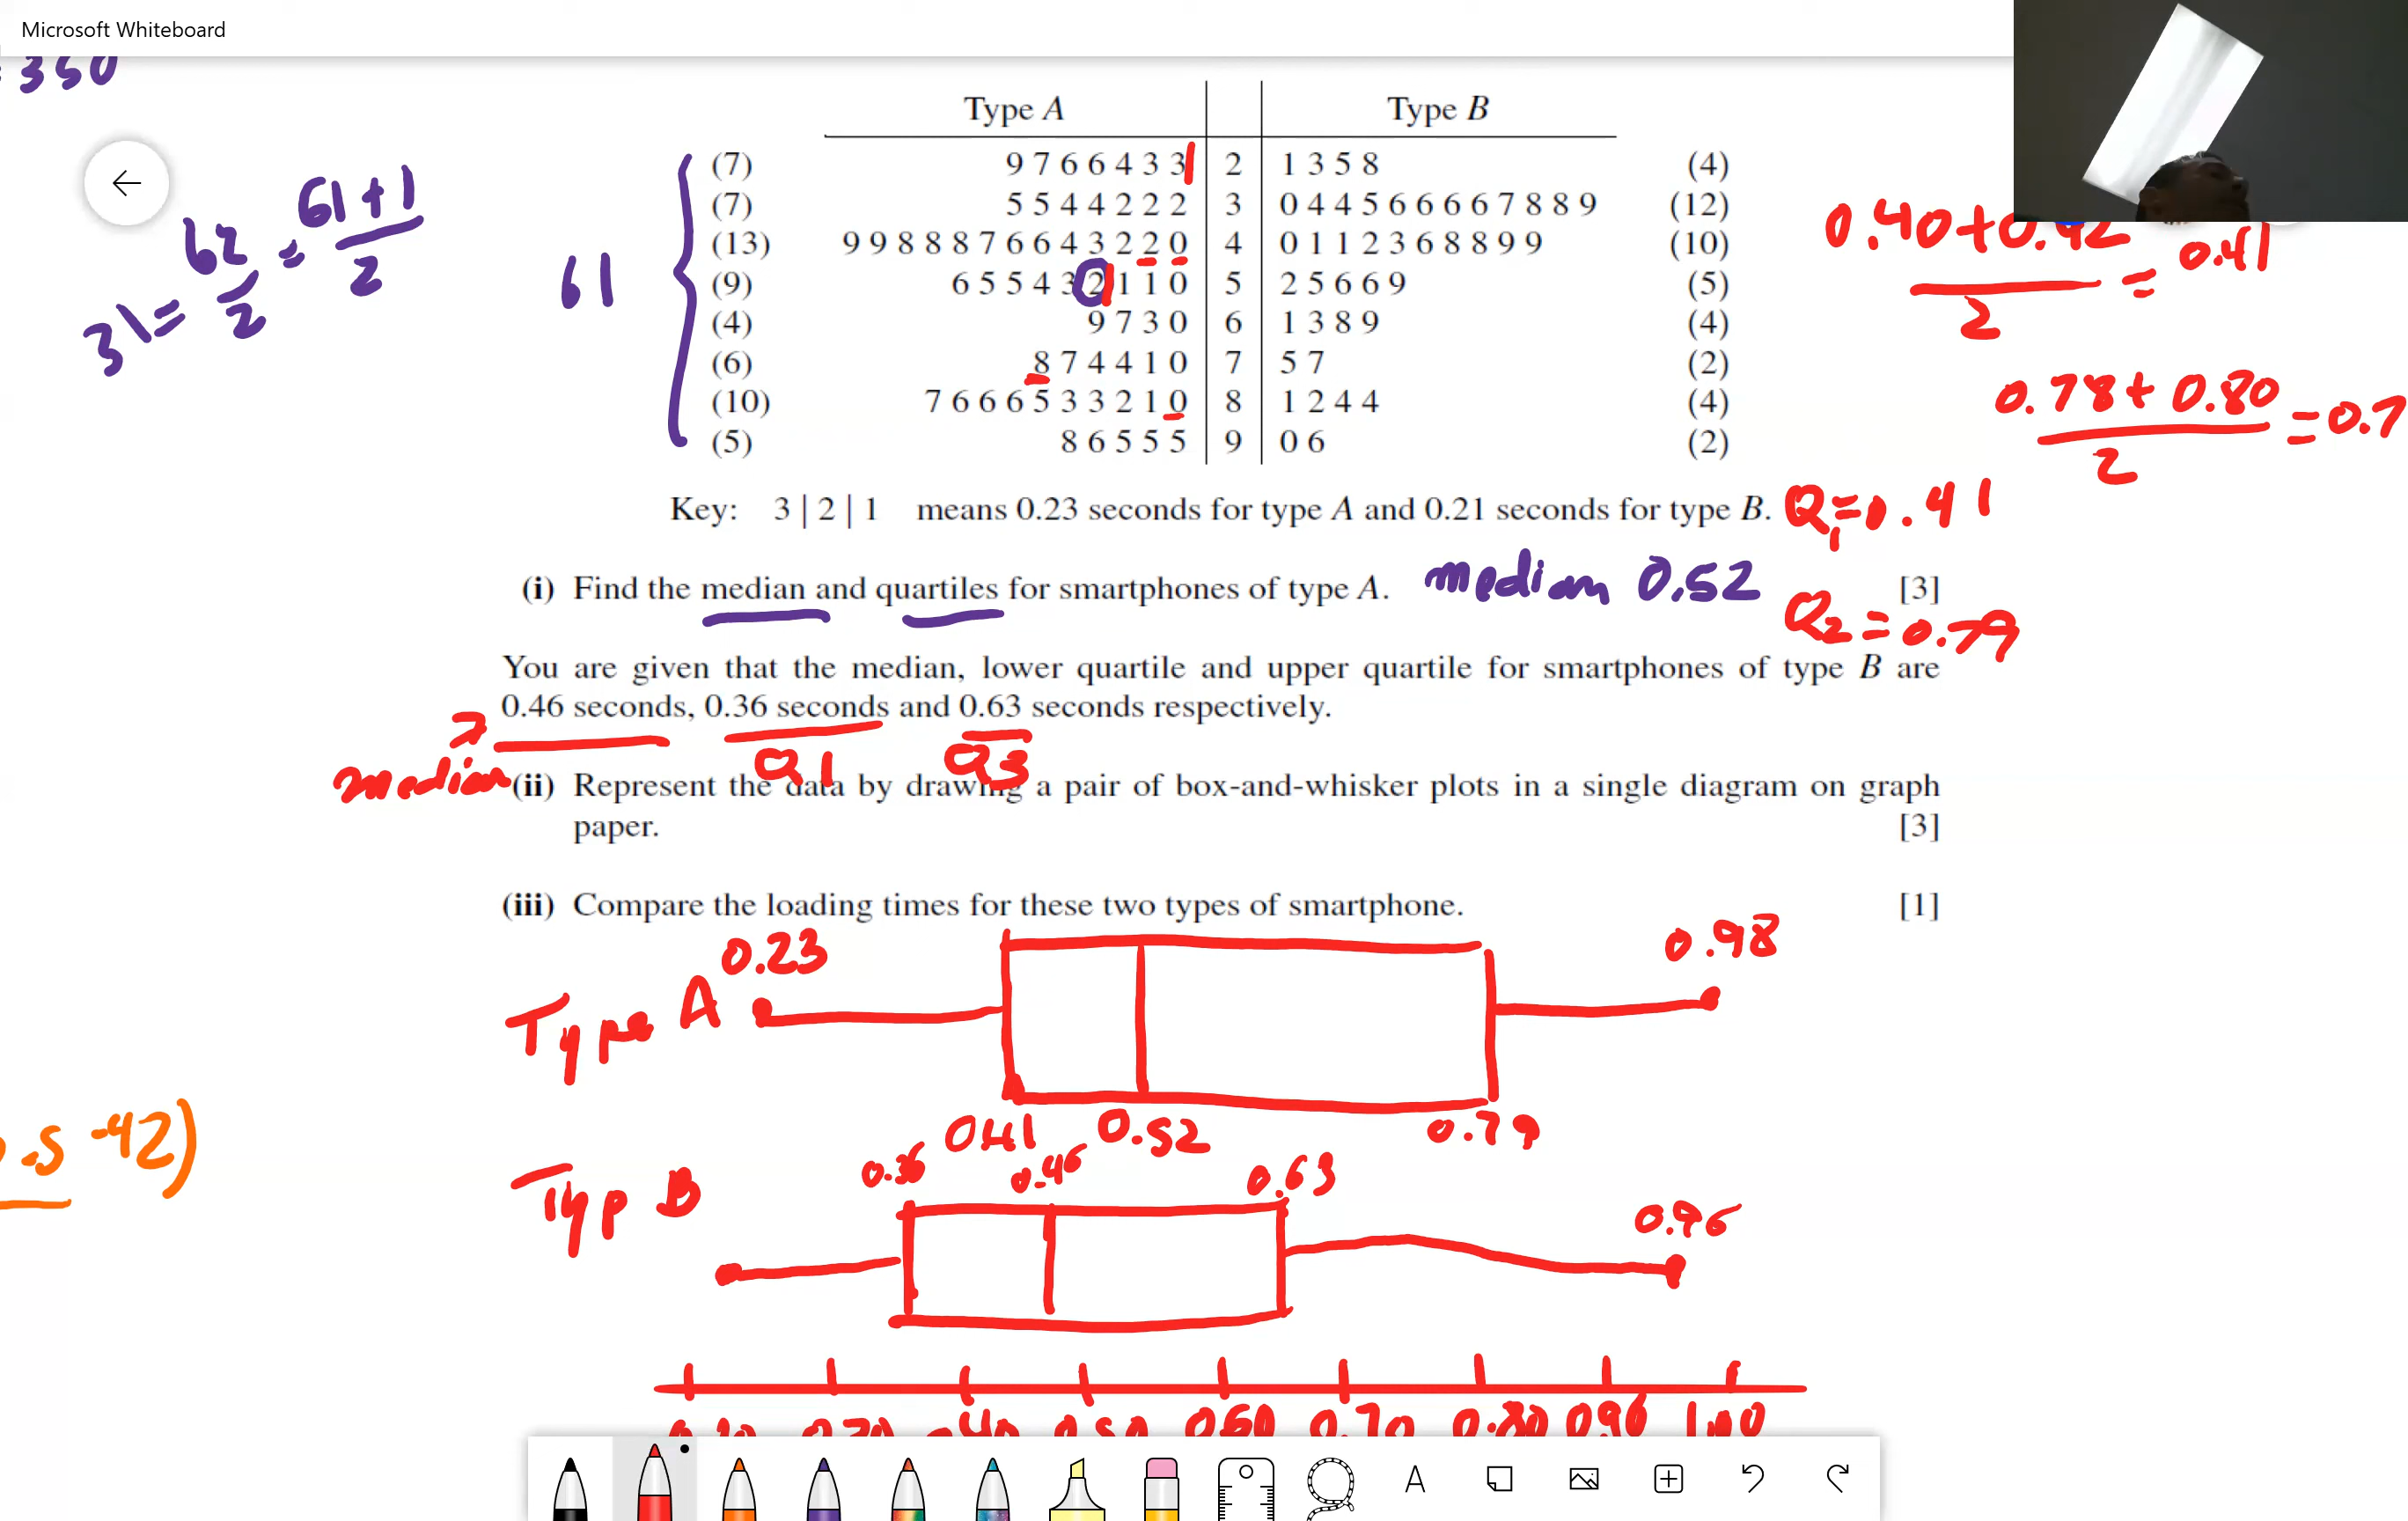 Microsoft Whiteboard
350
Type A Type B
(7) 9 7 6 6 4 3 3 2 1 3 5 8 (4)
(7) 5 5 4 4 2 2 2 3 0 4 4 5 6 6 6 6 7 8 8 9 (12)
(13) 9 9 8 8 8 7 6 6 4 3 2 2 0 4 0 1 1 2 3 6 8 8 9 9 (10)
(9) 6 5 5 4 3 2 1 1 0 5 2 5 6 6 9 (5)
(4) 9 7 3 0 6 1 3 8 9 (4)
(6) 8 7 4 4 1 0 7 5 7 (2)
(10) 7 6 6 6 5 3 3 2 1 0 8 1 2 4 4 (4)
(5) 8 6 5 5 5 9 0 6 (2)
31 = 62/2 = 61+1/2
61
0.40+0.42/2 = 0.41
0.78+0.80/2 = 0.7
Key: 3 | 2 | 1 means 0.23 seconds for type A and 0.21 seconds for type B.
Q1=0.41
(i) Find the median and quartiles for smartphones of type A. [3]
median 0.52
Q2=0.79
You are given that the median, lower quartile and upper quartile for smartphones of type B are
0.46 seconds, 0.36 seconds and 0.63 seconds respectively.
median Q1 Q3
(ii) Represent the data by drawing a pair of box-and-whisker plots in a single diagram on graph
paper. [3]
(iii) Compare the loading times for these two types of smartphone. [1]
0.23 0.98
Type A
0.41 0.52 0.79
.5 -42)
0.36 0.46 0.63
Typ B
0.96
0.60 0.70 0.80 0.90 1.00
A